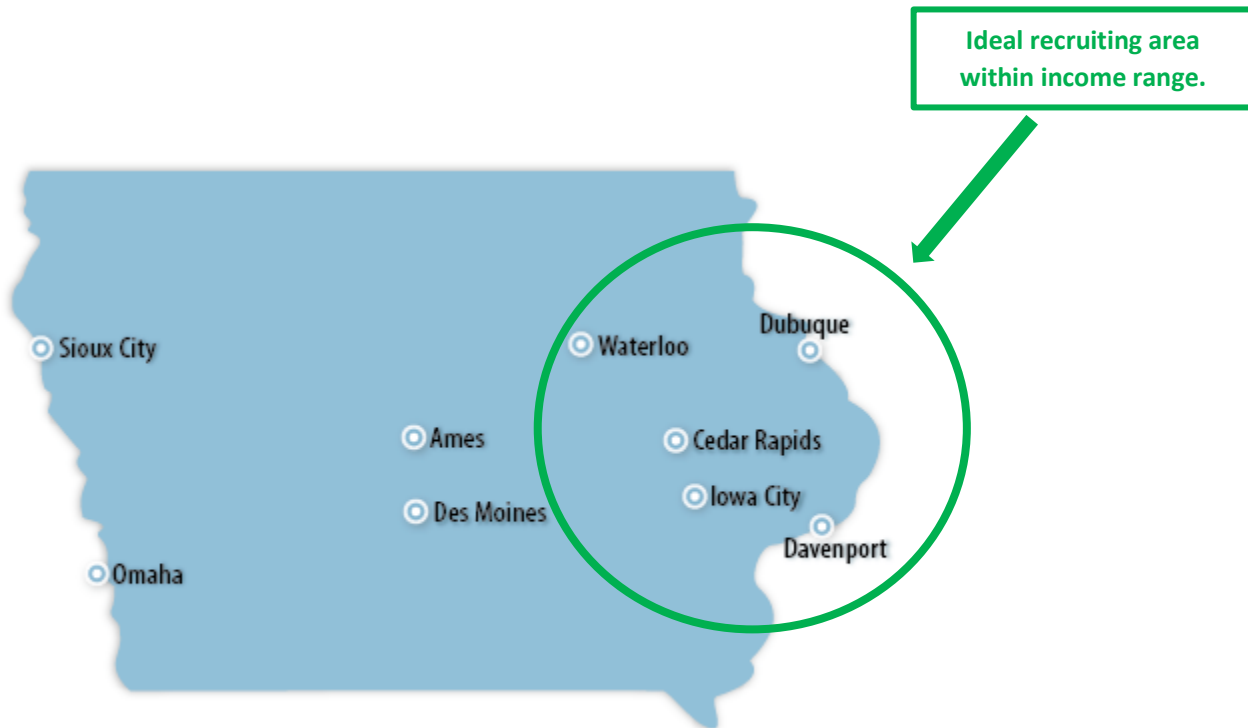 Ideal recruiting area
within income range.
Dubuque
Sioux City
Waterloo
Ames
Cedar Rapids
Iowa City
Des Moines
Davenport
Omaha